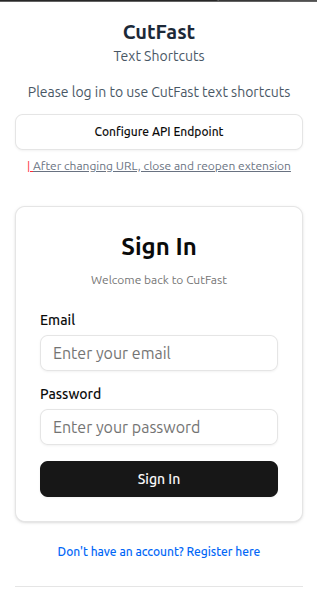 CutFast
Text Shortcuts
Please log in to use CutFast text shortcuts
Configure API Endpoint
| After changing URL, close and reopen extension
Sign In
Welcome back to CutFast
Email
Enter your email
Password
Enter your password
Sign In
Don't have an account? Register here